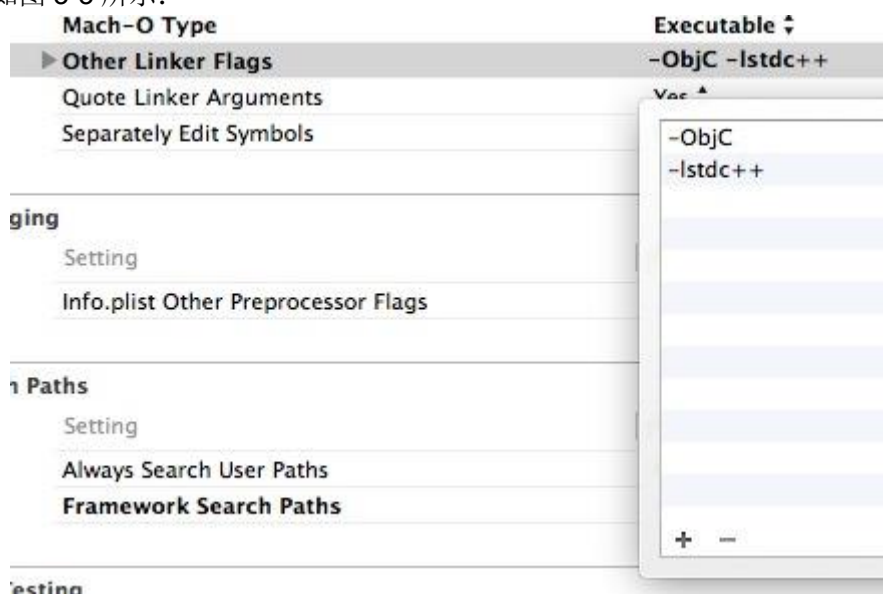 Mach-O Type Executable
Other Linker Flags -ObjC -lstdc++
Quote Linker Arguments Yes
Separately Edit Symbols
-ObjC
-lstdc++
ging
Setting
Info.plist Other Preprocessor Flags
n Paths
Setting
Always Search User Paths
Framework Search Paths
+ -
esting